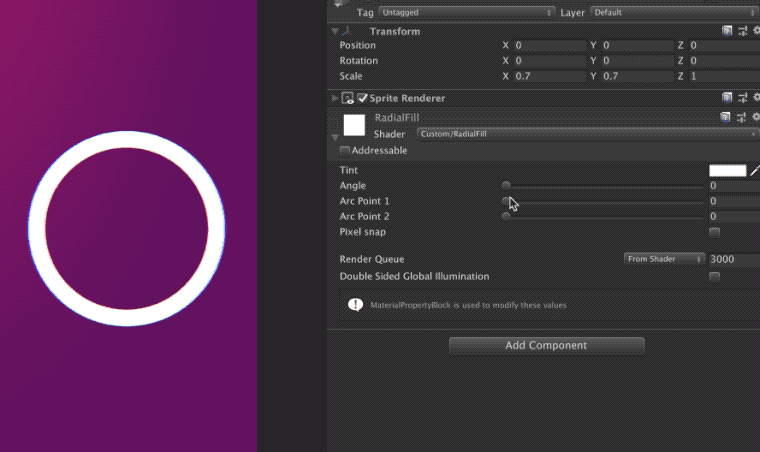 Tag Untagged Layer Default
Transform
Position X 0 Y 0 Z 0
Rotation X 0 Y 0 Z 0
Scale X 0.7 Y 0.7 Z 1
Sprite Renderer
RadialFill
Shader Custom/RadialFill
Addressable
Tint
Angle 0
Arc Point 1 0
Arc Point 2 0
Pixel snap
Render Queue From Shader 3000
Double Sided Global Illumination
MaterialPropertyBlock is used to modify these values
Add Component